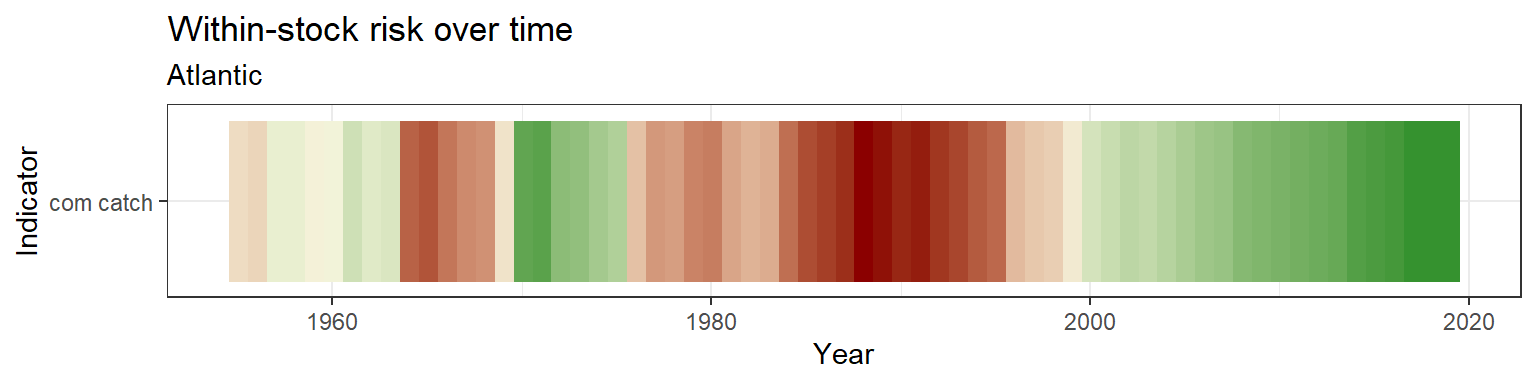 Within-stock risk over time
Atlantic
Indicator
com catch
1960 1980 2000 2020
Year